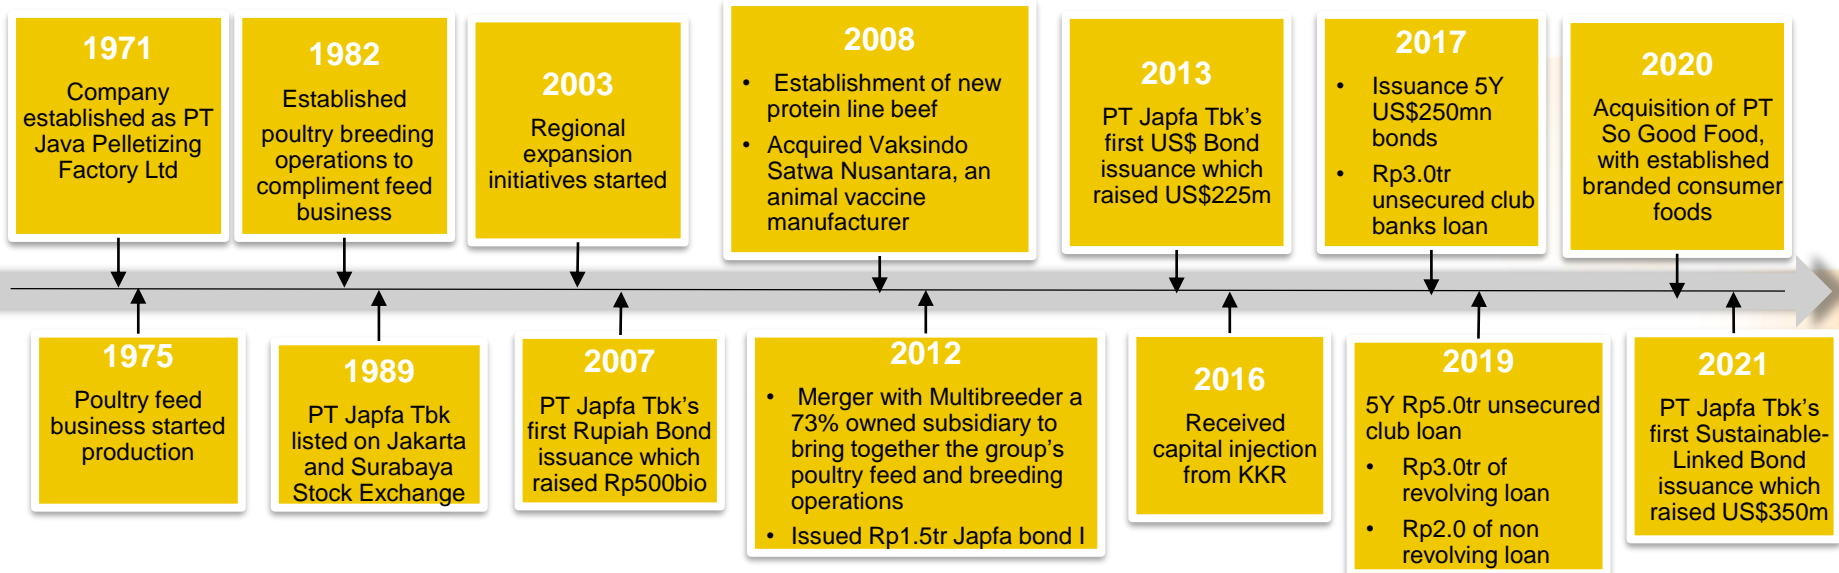 1971
Company
established as PT
Java Pelletizing
Factory Ltd
1982
Established
poultry breeding
operations to
compliment feed
business
2003
Regional
expansion
initiatives started
2008
• Establishment of new
protein line beef
• Acquired Vaksindo
Satwa Nusantara, an
animal vaccine
manufacturer
2013
PT Japfa Tbk's
first US$ Bond
issuance which
raised US$225m
2017
• Issuance 5Y
US$250mn
bonds
• Rp3.0tr
unsecured club
banks loan
2020
Acquisition of PT
So Good Food,
with established
branded consumer
foods
1975
Poultry feed
business started
production
1989
PT Japfa Tbk
listed on Jakarta
and Surabaya
Stock Exchange
2007
PT Japfa Tbk's
first Rupiah Bond
issuance which
raised Rp500bio
2012
• Merger with Multibreeder a
73% owned subsidiary to
bring together the group's
poultry feed and breeding
operations
• Issued Rp1.5tr Japfa bond I
2016
Received
capital injection
from KKR
2019
5Y Rp5.0tr unsecured
club loan
• Rp3.0tr of
revolving loan
• Rp2.0 of non
revolving loan
2021
PT Japfa Tbk's
first Sustainable-
Linked Bond
issuance which
raised US$350m